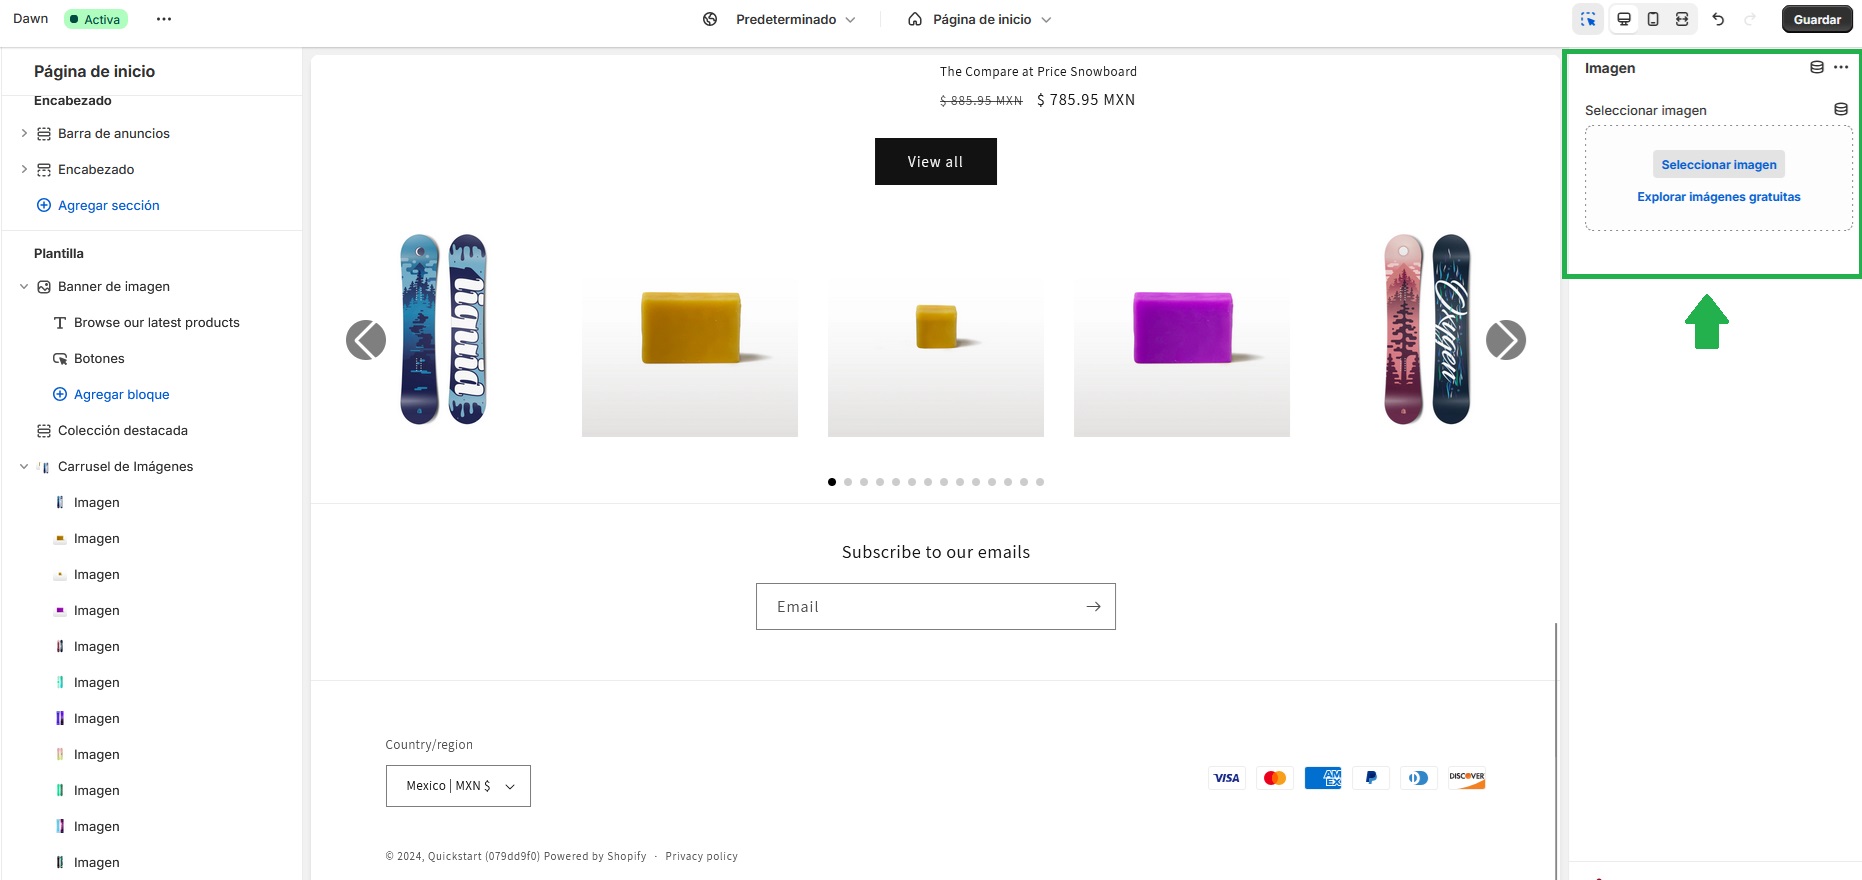 Dawn
Activa
Predeterminado
Página de inicio
Guardar
Página de inicio
Encabezado
Barra de anuncios
Encabezado
Agregar sección
Plantilla
Banner de imagen
Browse our latest products
Botones
Agregar bloque
Colección destacada
Carrusel de Imágenes
Imagen
Imagen
Imagen
Imagen
Imagen
Imagen
Imagen
Imagen
Imagen
Imagen
Imagen
The Compare at Price Snowboard
$ 885.95 MXN $ 785.95 MXN
View all
liquid
Oxygen
Subscribe to our emails
Email
Country/region
Mexico | MXN $
VISA
AM
EX
DISCOVER
© 2024, Quickstart (079dd9f0) Powered by Shopify · Privacy policy
Imagen
Seleccionar imagen
Seleccionar imagen
Explorar imágenes gratuitas